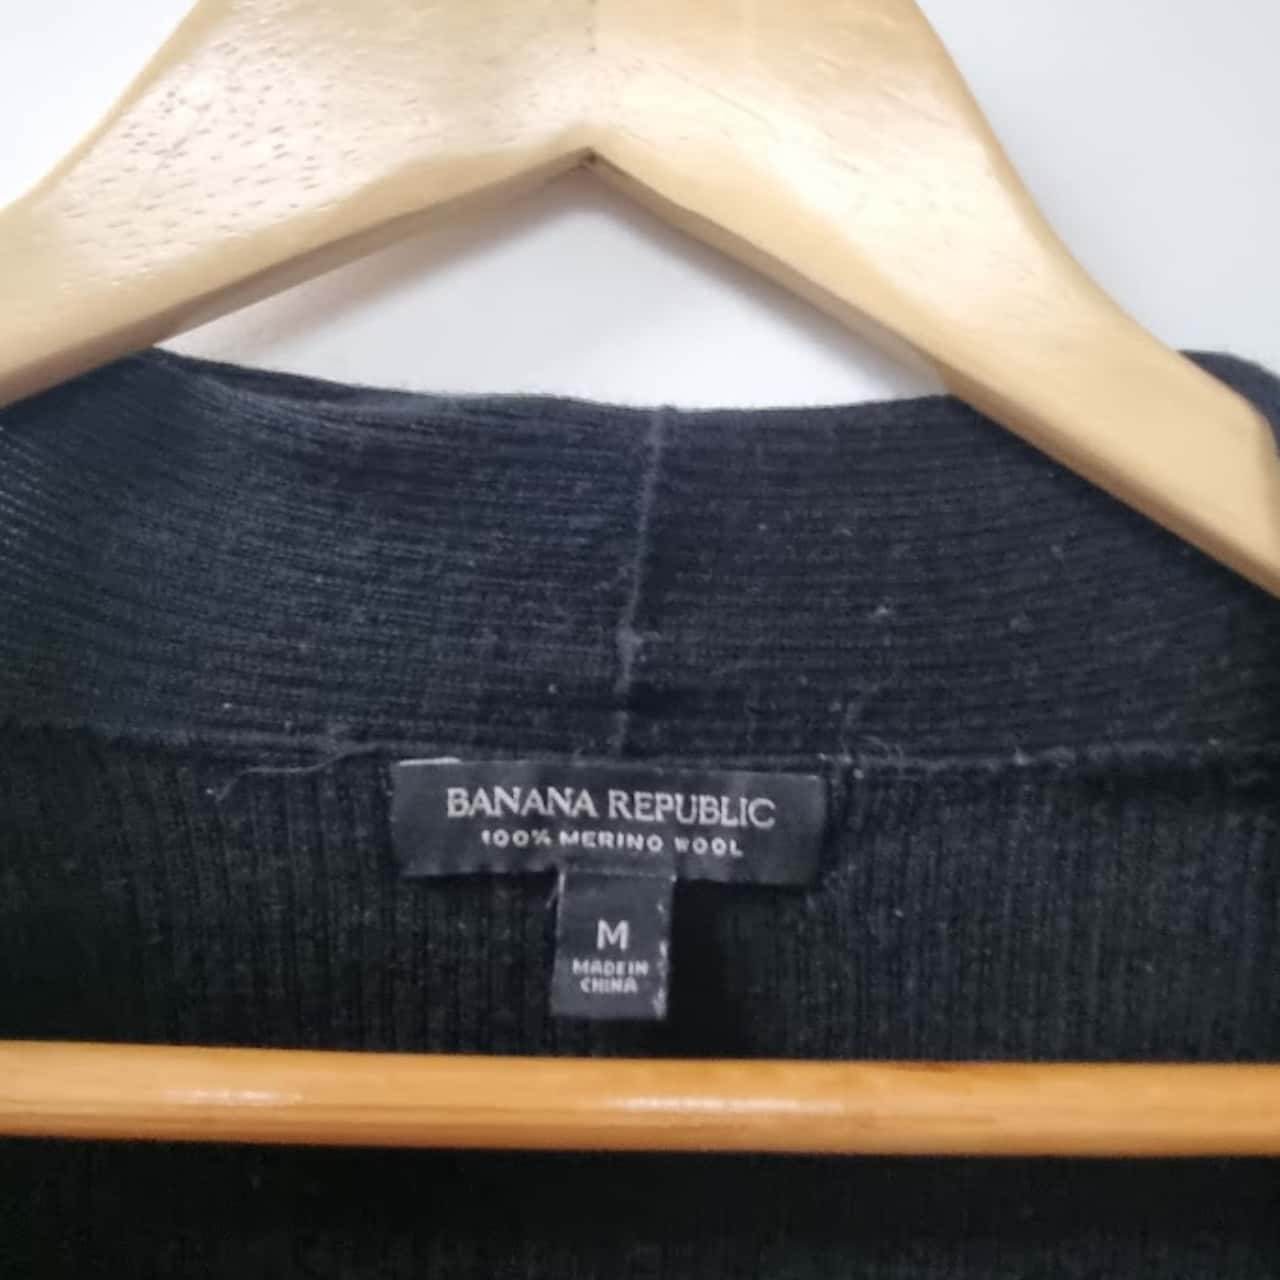 BANANA REPUBLIC
100% MERINO WOOL
M
MADE IN
CHINA